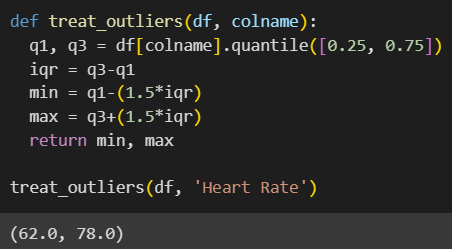 def treat_outliers(df, colname):
  q1, q3 = df[colname].quantile([0.25, 0.75])
  iqr = q3-q1
  min = q1-(1.5*iqr)
  max = q3+(1.5*iqr)
  return min, max
treat_outliers(df, 'Heart Rate')
(62.0, 78.0)